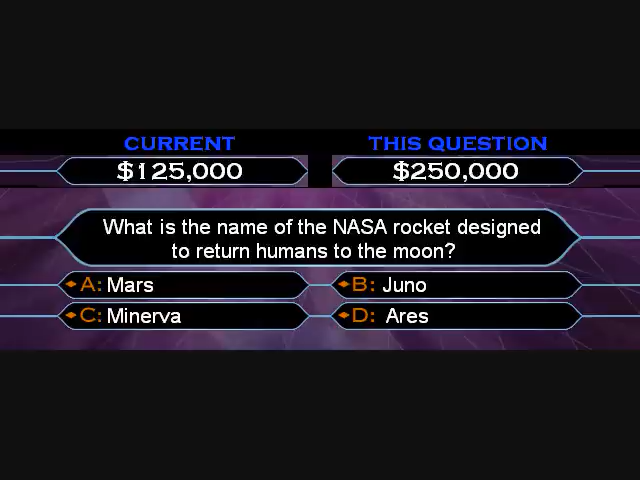 CURRENT
THIS QUESTION
$125,000
$250,000
What is the name of the NASA rocket designed
to return humans to the moon?
A: Mars
B: Juno
C: Minerva
D: Ares